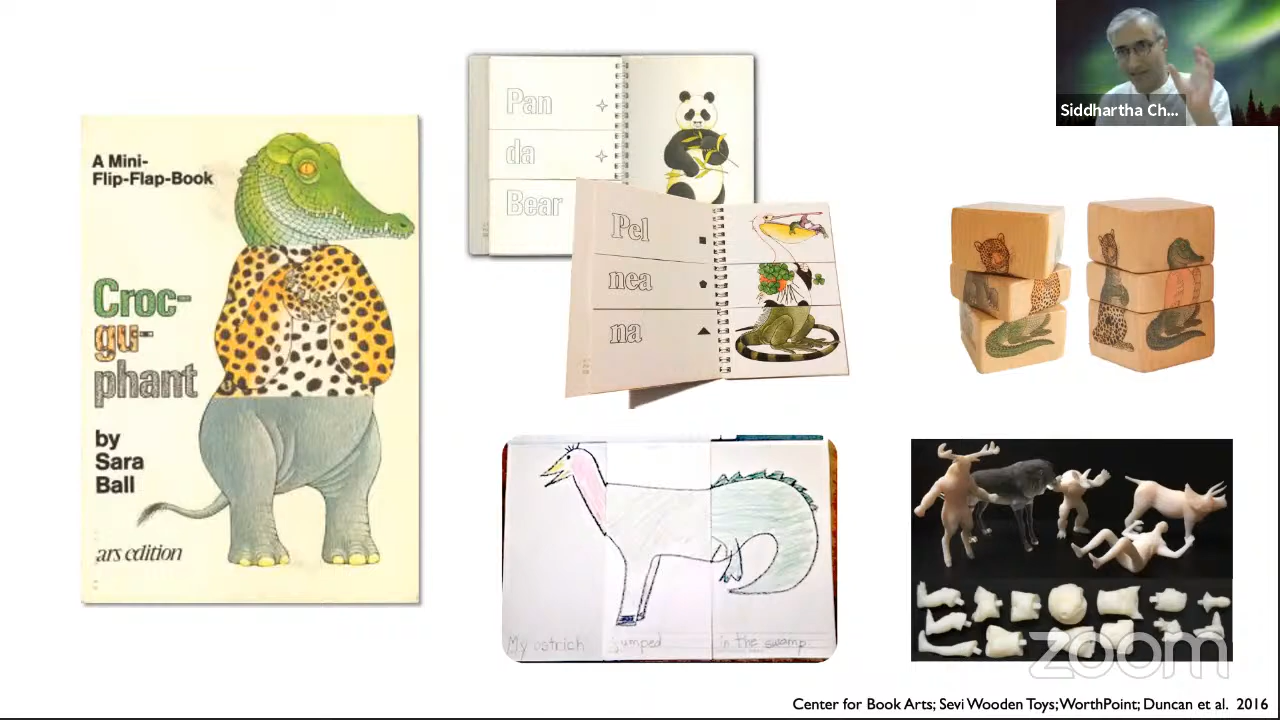 Siddhartha Ch...
A Mini-
Flip-Flap-Book
Croc-
gu-
phant
by
Sara
Ball
ars edition
Pan
da
Bear
Pel
nea
na
My ostrich jumped in the swamp.
zoom
Center for Book Arts; Sevi Wooden Toys; WorthPoint; Duncan et al. 2016